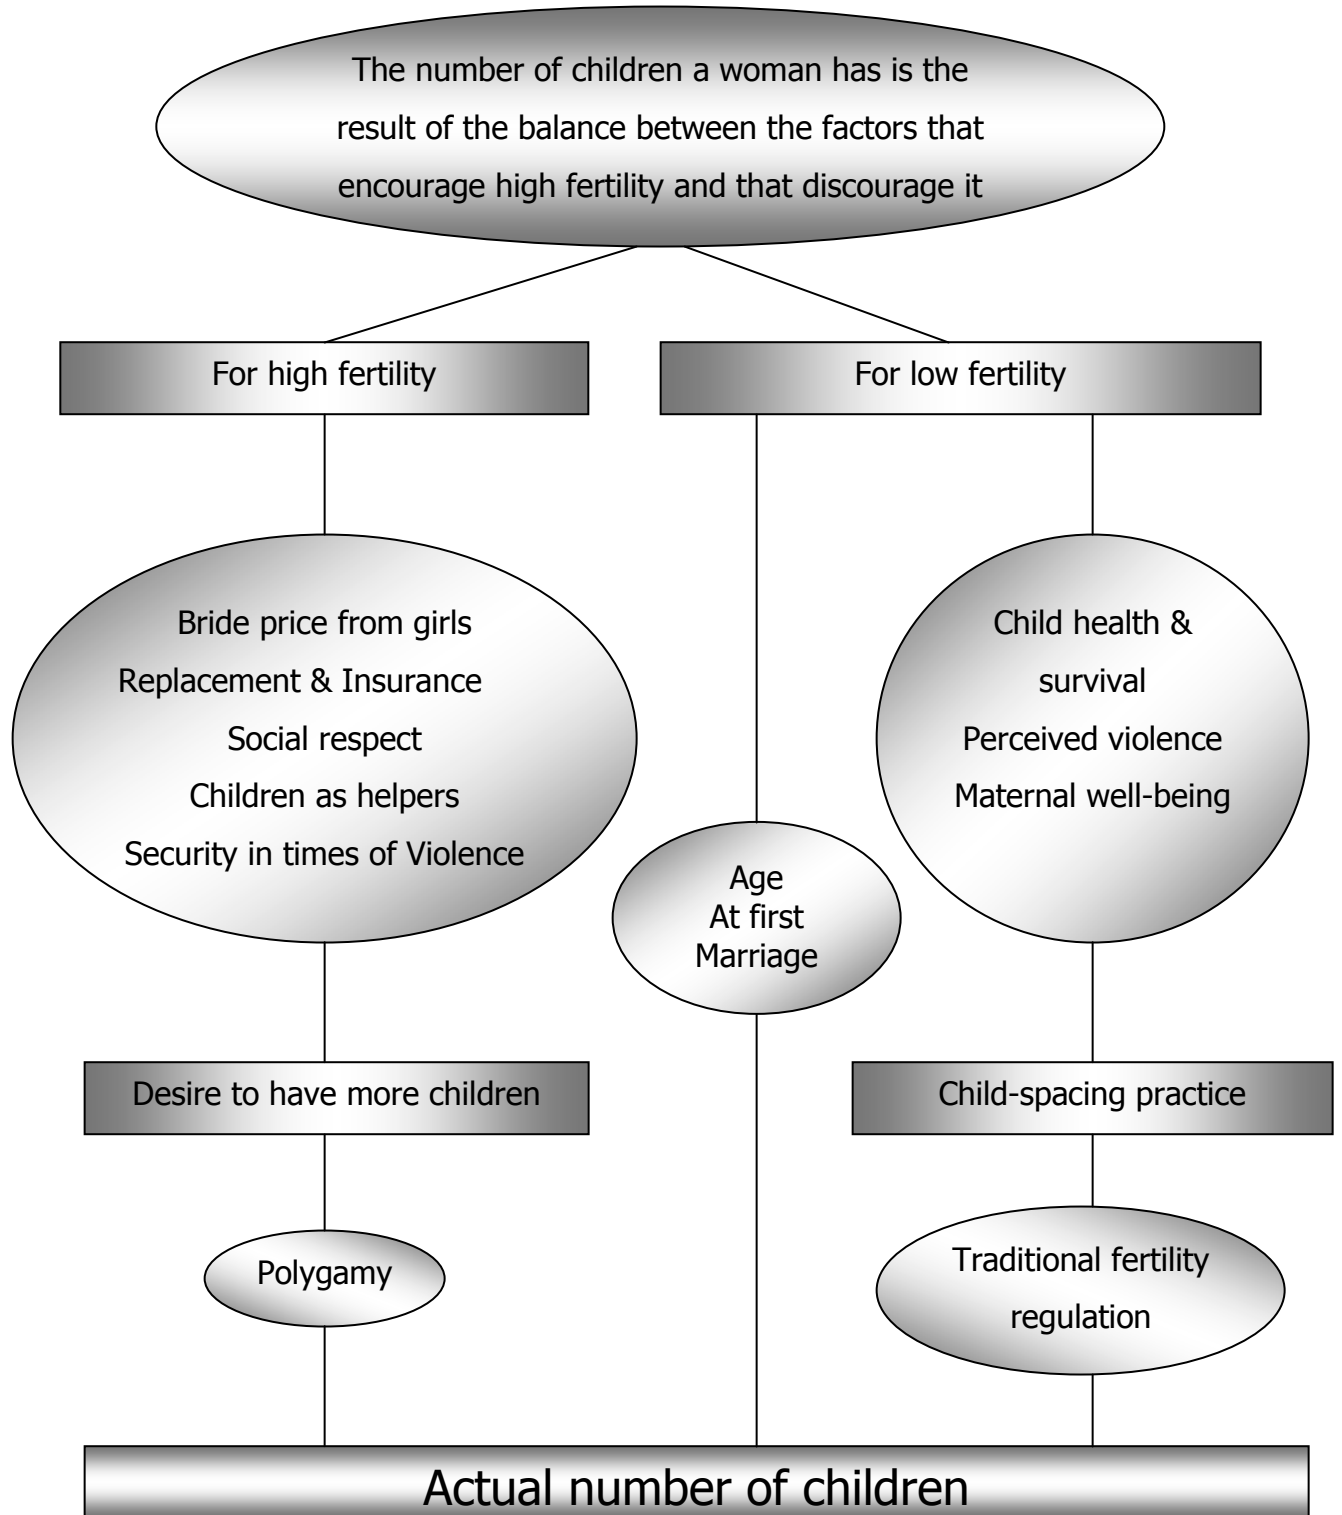 The number of children a woman has is the
result of the balance between the factors that
encourage high fertility and that discourage it
For high fertility
For low fertility
Bride price from girls
Replacement & Insurance
Social respect
Children as helpers
Security in times of Violence
Age
At first
Marriage
Child health &
survival
Perceived violence
Maternal well-being
Desire to have more children
Child-spacing practice
Polygamy
Traditional fertility
regulation
Actual number of children